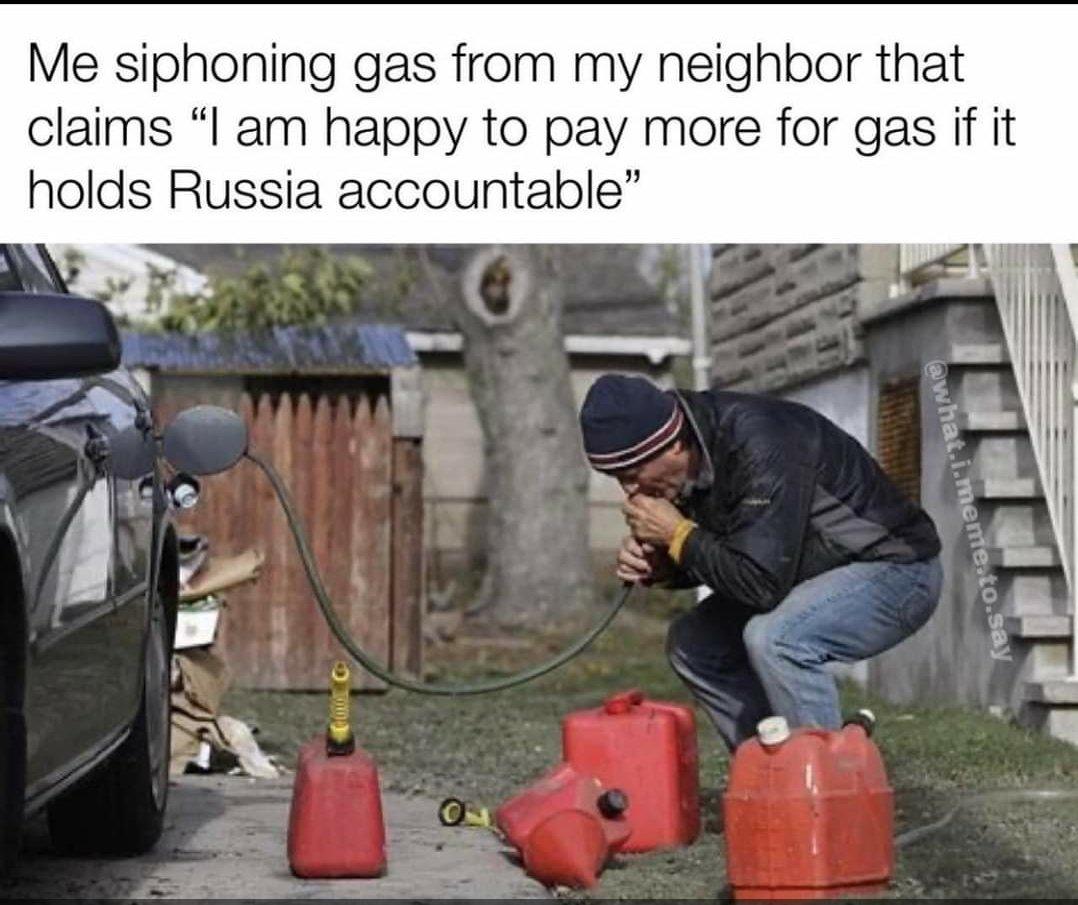 Me siphoning gas from my neighbor that
claims “I am happy to pay more for gas if it
holds Russia accountable”
@what.i.meme.to.say